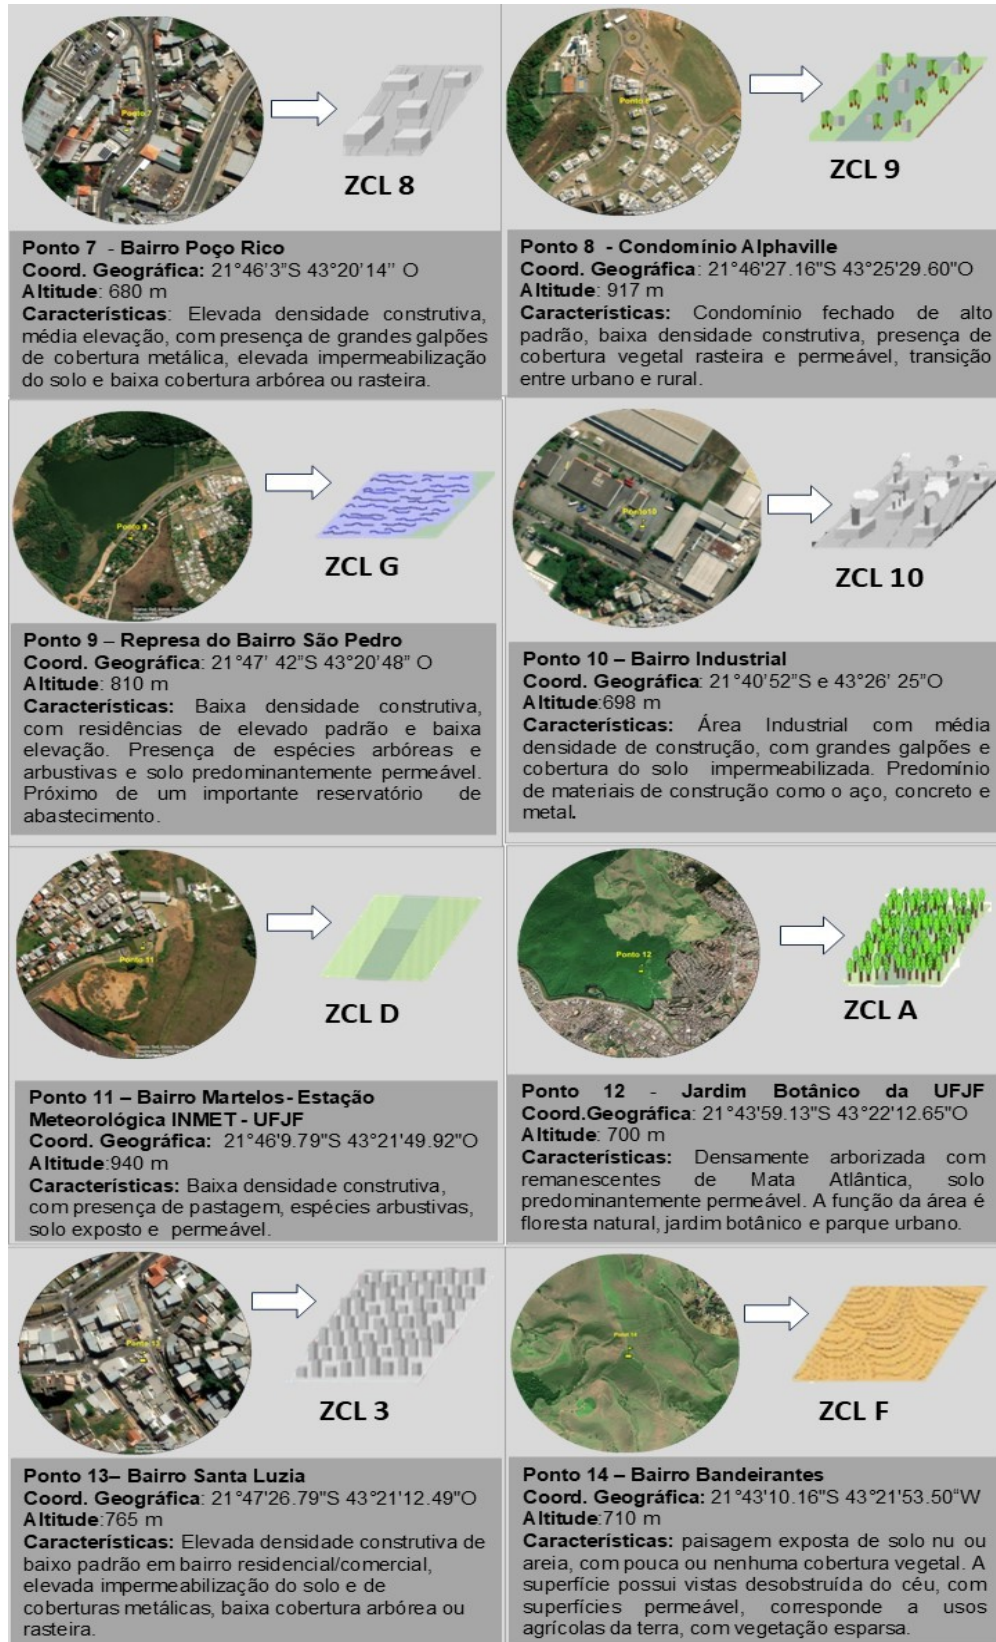 Ponto 7
ZCL 8
Ponto 7 - Bairro Poço Rico
Coord. Geográfica: 21°46'3"S 43°20'14" O
Altitude: 680 m
Características: Elevada densidade construtiva,
média elevação, com presença de grandes galpões
de cobertura metálica, elevada impermeabilização
do solo e baixa cobertura arbórea ou rasteira.
ZCL 9
Ponto 8 - Condomínio Alphaville
Coord. Geográfica: 21°46'27.16"S 43°25'29.60"O
Altitude: 917 m
Características: Condomínio fechado de alto
padrão, baixa densidade construtiva, presença de
cobertura vegetal rasteira e permeável, transição
entre urbano e rural.
Ponto 9
ZCL G
Ponto 9 – Represa do Bairro São Pedro
Coord. Geográfica: 21°47' 42"S 43°20'48" O
Altitude: 810 m
Características: Baixa densidade construtiva,
com residências de elevado padrão e baixa
elevação. Presença de espécies arbóreas e
arbustivas e solo predominantemente permeável.
Próximo de um importante reservatório de
abastecimento.
Ponto10
ZCL 10
Ponto 10 – Bairro Industrial
Coord. Geográfica: 21°40'52"S e 43°26' 25"O
Altitude:698 m
Características: Área Industrial com média
densidade de construção, com grandes galpões e
cobertura do solo impermeabilizada. Predomínio
de materiais de construção como o aço, concreto e
metal.
Ponto 11
ZCL D
Ponto 11 – Bairro Martelos- Estação
Meteorológica INMET - UFJF
Coord. Geográfica: 21°46'9.79"S 43°21'49.92"O
Altitude:940 m
Características: Baixa densidade construtiva,
com presença de pastagem, espécies arbustivas,
solo exposto e permeável.
Ponto 12
ZCL A
Ponto 12 - Jardim Botânico da UFJF
Coord.Geográfica: 21°43'59.13"S 43°22'12.65"O
Altitude: 700 m
Características: Densamente arborizada com
remanescentes de Mata Atlântica, solo
predominantemente permeável. A função da área é
floresta natural, jardim botânico e parque urbano.
Ponto 13
ZCL 3
Ponto 13– Bairro Santa Luzia
Coord. Geográfica: 21°47'26.79"S 43°21'12.49"O
Altitude:765 m
Características: Elevada densidade construtiva de
baixo padrão em bairro residencial/comercial,
elevada impermeabilização do solo e de
coberturas metálicas, baixa cobertura arbórea ou
rasteira.
Ponto 14
ZCL F
Ponto 14 – Bairro Bandeirantes
Coord. Geográfica: 21°43'10.16"S 43°21'53.50“W
Altitude:710 m
Características: paisagem exposta de solo nu ou
areia, com pouca ou nenhuma cobertura vegetal. A
superfície possui vistas desobstruída do céu, com
superfícies permeável, corresponde a usos
agrícolas da terra, com vegetação esparsa.